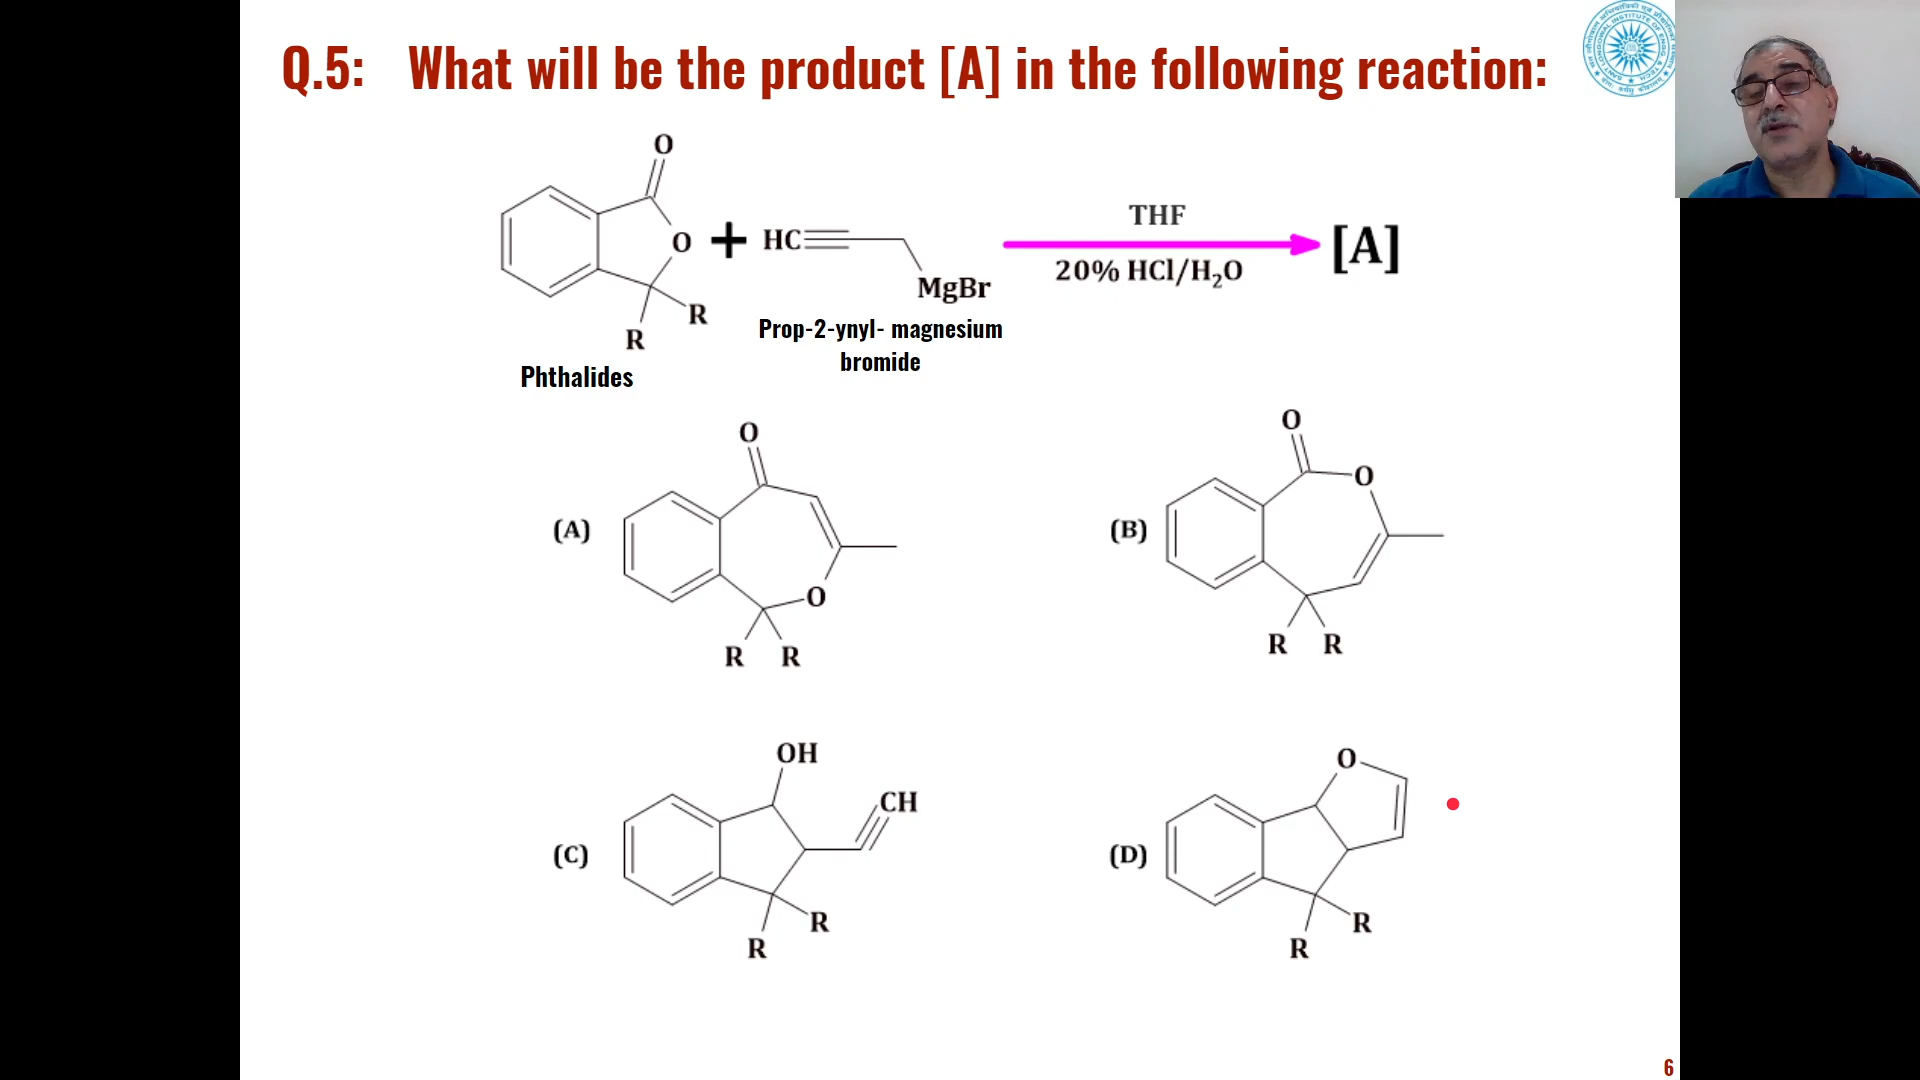 Q.5: What will be the product [A] in the following reaction:
O
O
R
R
Phthalides
+
HC
MgBr
Prop-2-ynyl- magnesium
bromide
THF
20% HCl/H₂O
[A]
(A)
O
O
R R
(B)
O
O
R R
(C)
OH
CH
R
R
(D)
O
R
R
6